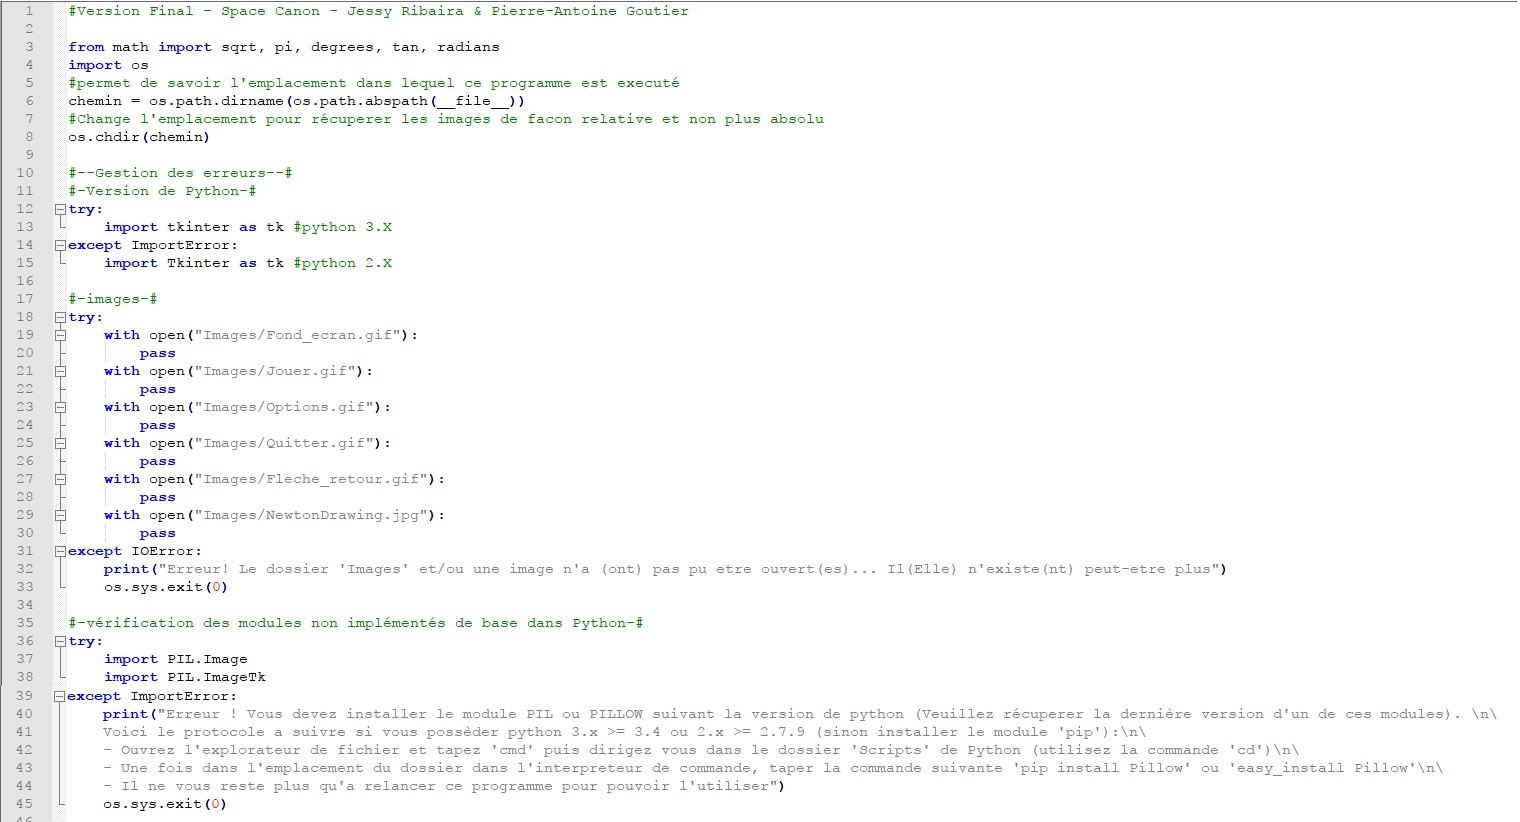 1 #Version Final - Space Canon - Jessy Ribaira & Pierre-Antoine Goutier
2
3 from math import sqrt, pi, degrees, tan, radians
4 import os
5 #permet de savoir l'emplacement dans lequel ce programme est executé
6 chemin = os.path.dirname(os.path.abspath(__file__))
7 #Change l'emplacement pour récuperer les images de facon relative et non plus absolu
8 os.chdir(chemin)
9
10 #--Gestion des erreurs--#
11 #-Version de Python-#
12 try:
13     import tkinter as tk #python 3.X
14 except ImportError:
15     import Tkinter as tk #python 2.X
16
17 #-images-#
18 try:
19     with open("Images/Fond_ecran.gif"):
20         pass
21     with open("Images/Jouer.gif"):
22         pass
23     with open("Images/Options.gif"):
24         pass
25     with open("Images/Quitter.gif"):
26         pass
27     with open("Images/Fleche_retour.gif"):
28         pass
29     with open("Images/NewtonDrawing.jpg"):
30         pass
31 except IOError:
32     print("Erreur! Le dossier 'Images' et/ou une image n'a (ont) pas pu etre ouvert(es)... Il(Elle) n'existe(nt) peut-etre plus")
33     os.sys.exit(0)
34
35 #-vérification des modules non implémentés de base dans Python-#
36 try:
37     import PIL.Image
38     import PIL.ImageTk
39 except ImportError:
40     print("Erreur ! Vous devez installer le module PIL ou PILLOW suivant la version de python (Veuillez récuperer la dernière version d'un de ces modules). \n\
41     Voici le protocole a suivre si vous possèder python 3.x >= 3.4 ou 2.x >= 2.7.9 (sinon installer le module 'pip'):\n\
42     - Ouvrez l'explorateur de fichier et tapez 'cmd' puis dirigez vous dans le dossier 'Scripts' de Python (utilisez la commande 'cd')\n\
43     - Une fois dans l'emplacement du dossier dans l'interpreteur de commande, taper la commande suivante 'pip install Pillow' ou 'easy_install Pillow'\n\
44     - Il ne vous reste plus qu'a relancer ce programme pour pouvoir l'utiliser")
45     os.sys.exit(0)